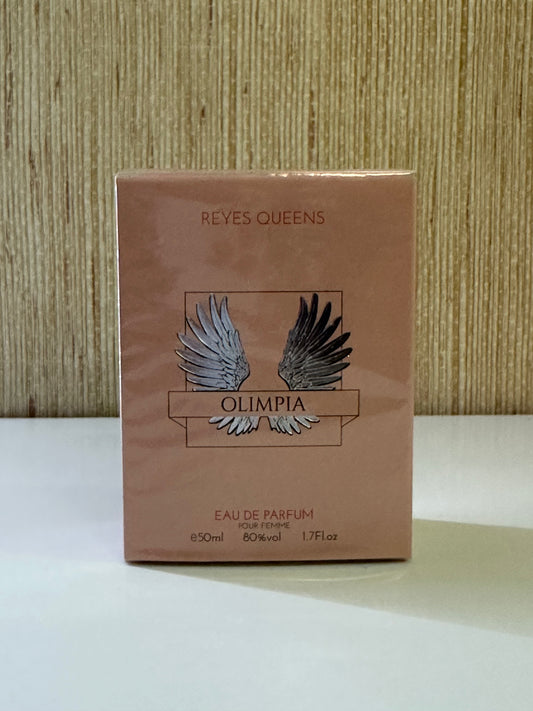 REYES QUEENS
OLIMPIA
EAU DE PARFUM
POUR FEMME
e50ml 80%vol 1.7Fl.oz